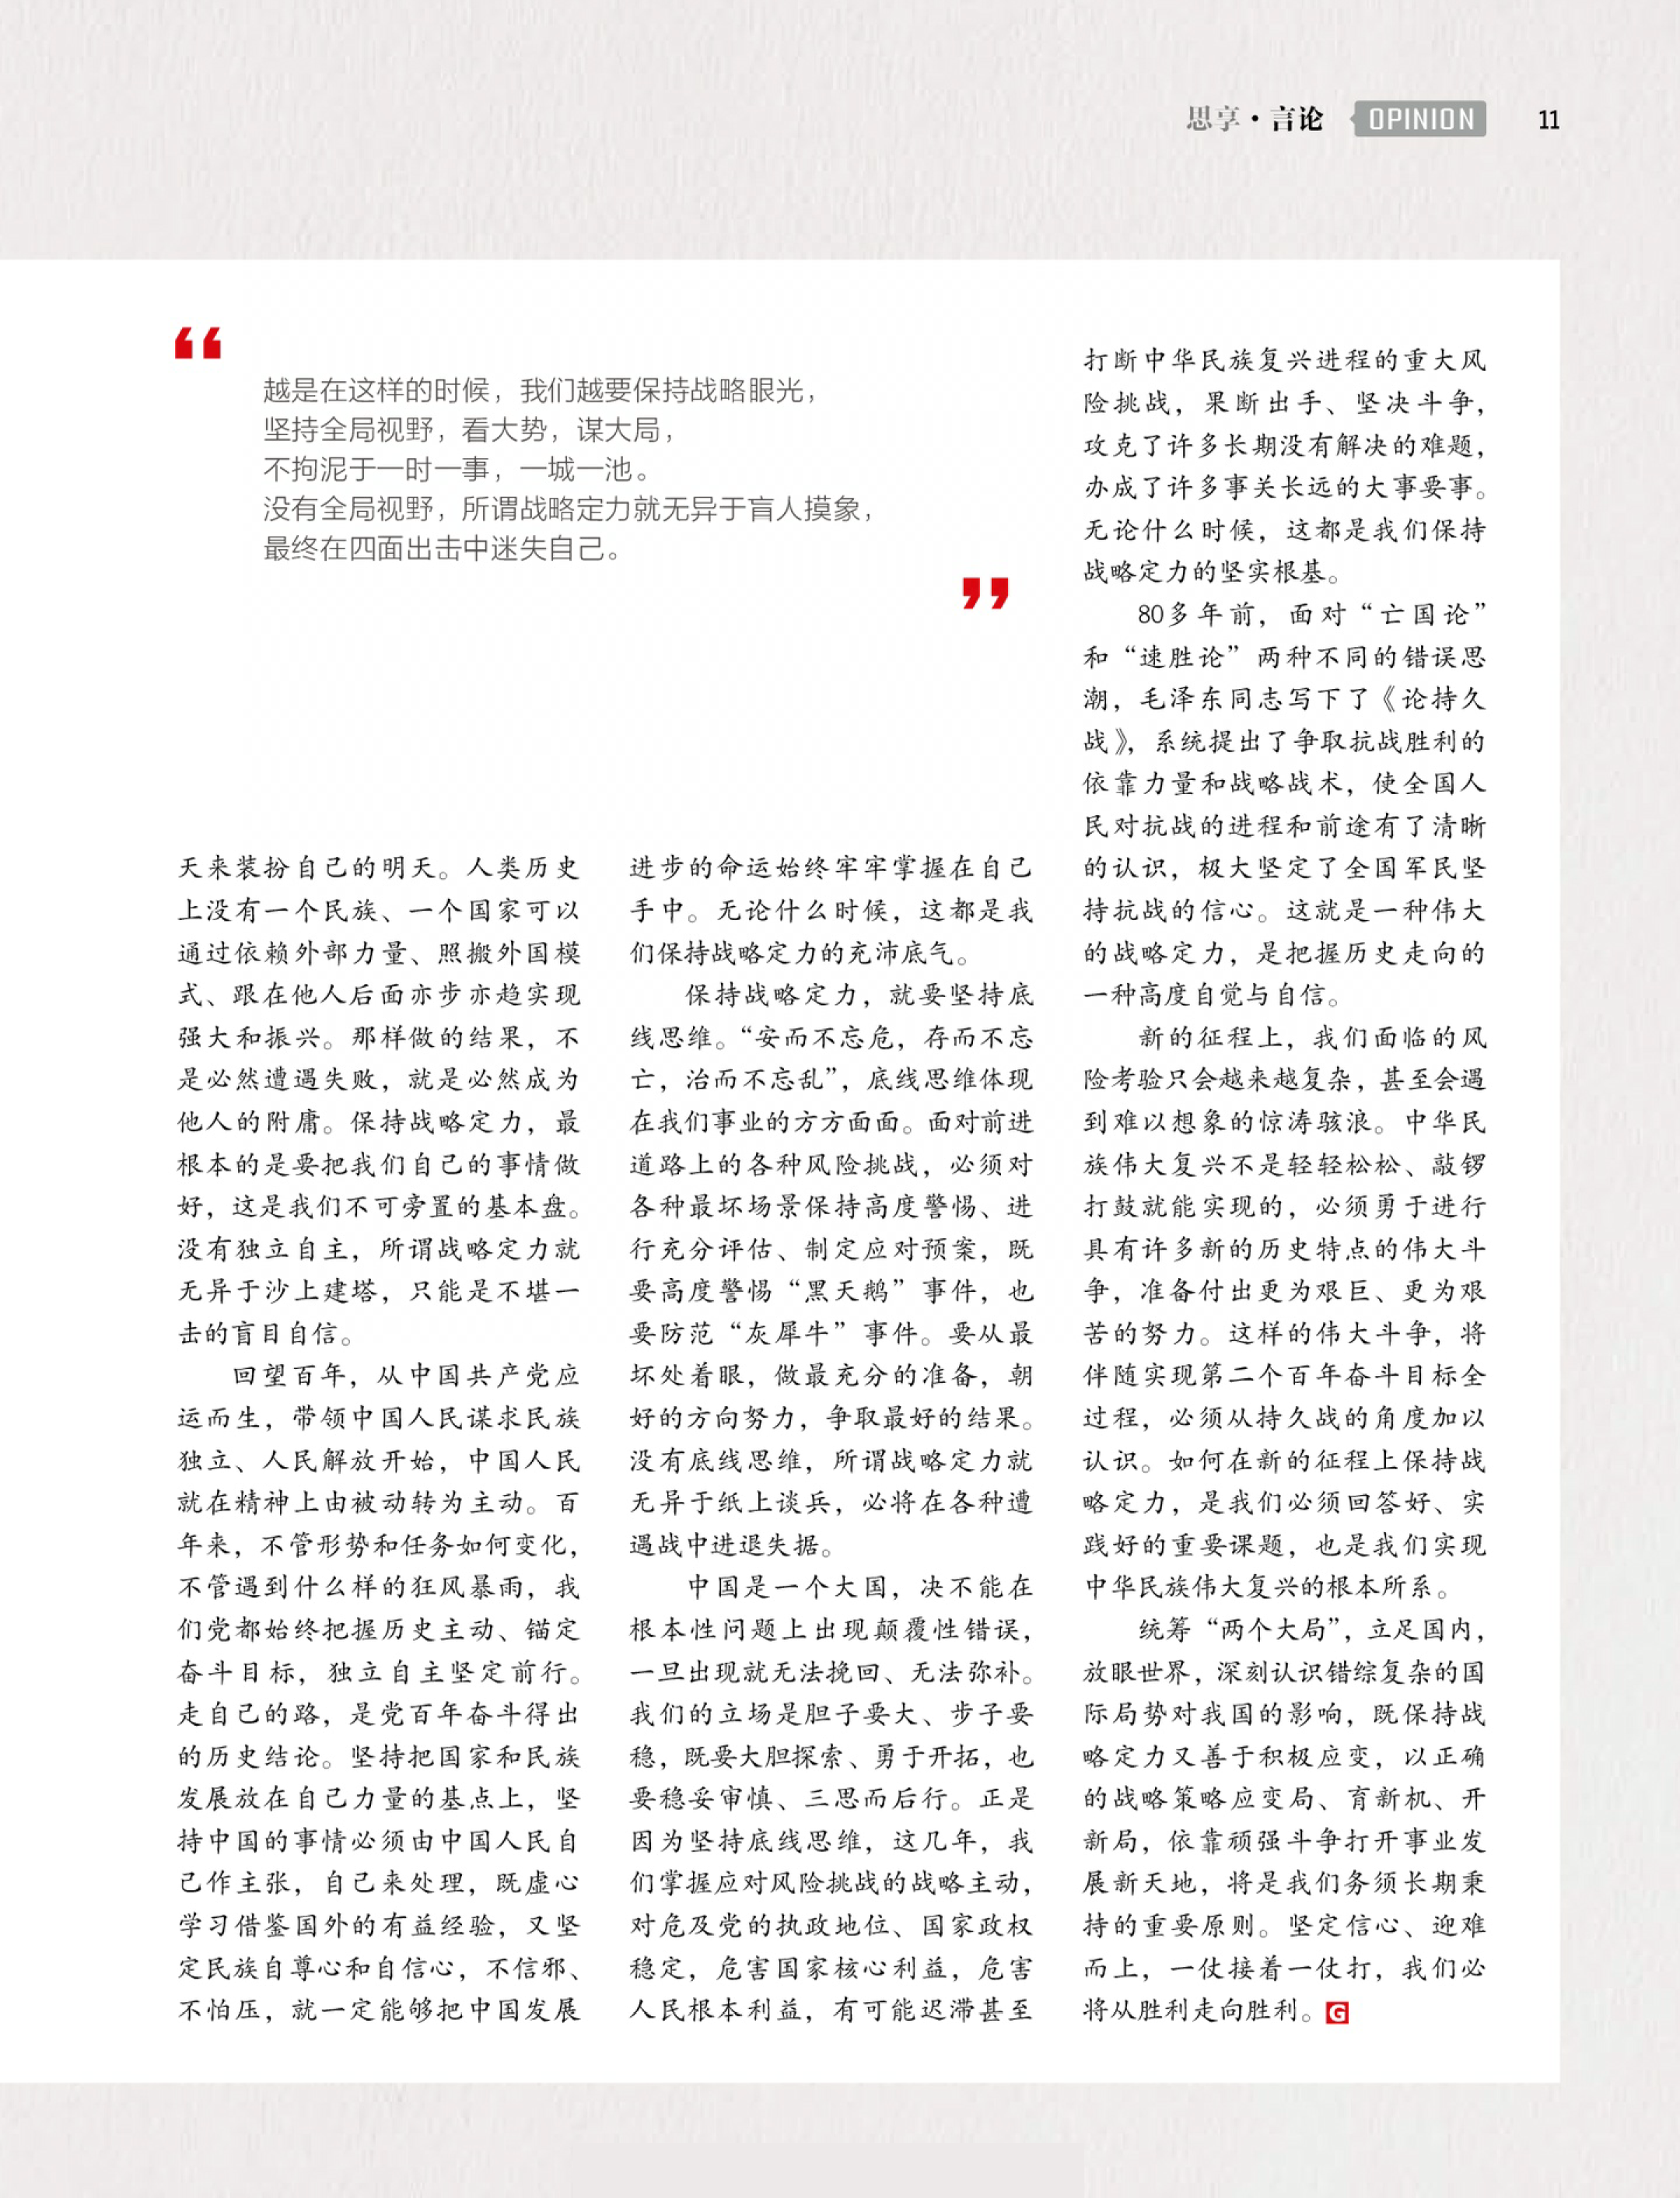 思享·言论 OPINION 11
“
越是在这样的时候，我们越要保持战略眼光，
坚持全局视野，看大势，谋大局，
不拘泥于一时一事，一城一池。
没有全局视野，所谓战略定力就无异于盲人摸象，
最终在四面出击中迷失自己。
”
天来装扮自己的明天。人类历史
上没有一个民族、一个国家可以
通过依赖外部力量、照搬外国模
式、跟在他人后面亦步亦趋实现
强大和振兴。那样做的结果，不
是必然遭遇失败，就是必然成为
他人的附庸。保持战略定力，最
根本的是要把我们自己的事情做
好，这是我们不可旁置的基本盘。
没有独立自主，所谓战略定力就
无异于沙上建塔，只能是不堪一
击的盲目自信。
回望百年，从中国共产党应
运而生，带领中国人民谋求民族
独立、人民解放开始，中国人民
就在精神上由被动转为主动。百
年来，不管形势和任务如何变化，
不管遇到什么样的狂风暴雨，我
们党都始终把握历史主动、锚定
奋斗目标，独立自主坚定前行。
走自己的路，是党百年奋斗得出
的历史结论。坚持把国家和民族
发展放在自己力量的基点上，坚
持中国的事情必须由中国人民自
己作主张，自己来处理，既虚心
学习借鉴国外的有益经验，又坚
定民族自尊心和自信心，不信邪、
不怕压，就一定能够把中国发展
进步的命运始终牢牢掌握在自己
手中。无论什么时候，这都是我
们保持战略定力的充沛底气。
保持战略定力，就要坚持底
线思维。“安而不忘危，存而不忘
亡，治而不忘乱”，底线思维体现
在我们事业的方方面面。面对前进
道路上的各种风险挑战，必须对
各种最坏场景保持高度警惕、进
行充分评估、制定应对预案，既
要高度警惕“黑天鹅”事件，也
要防范“灰犀牛”事件。要从最
坏处着眼，做最充分的准备，朝
好的方向努力，争取最好的结果。
没有底线思维，所谓战略定力就
无异于纸上谈兵，必将在各种遭
遇战中进退失据。
中国是一个大国，决不能在
根本性问题上出现颠覆性错误，
一旦出现就无法挽回、无法弥补。
我们的立场是胆子要大、步子要
稳，既要大胆探索、勇于开拓，也
要稳妥审慎、三思而后行。正是
因为坚持底线思维，这几年，我
们掌握应对风险挑战的战略主动，
对危及党的执政地位、国家政权
稳定，危害国家核心利益，危害
人民根本利益，有可能迟滞甚至
打断中华民族复兴进程的重大风
险挑战，果断出手、坚决斗争，
攻克了许多长期没有解决的难题，
办成了许多事关长远的大事要事。
无论什么时候，这都是我们保持
战略定力的坚实根基。
80多年前，面对“亡国论”
和“速胜论”两种不同的错误思
潮，毛泽东同志写下了《论持久
战》，系统提出了争取抗战胜利的
依靠力量和战略战术，使全国人
民对抗战的进程和前途有了清晰
的认识，极大坚定了全国军民坚
持抗战的信心。这就是一种伟大
的战略定力，是把握历史走向的
一种高度自觉与自信。
新的征程上，我们面临的风
险考验只会越来越复杂，甚至会遇
到难以想象的惊涛骇浪。中华民
族伟大复兴不是轻轻松松、敲锣
打鼓就能实现的，必须勇于进行
具有许多新的历史特点的伟大斗
争，准备付出更为艰巨、更为艰
苦的努力。这样的伟大斗争，将
伴随实现第二个百年奋斗目标全
过程，必须从持久战的角度加以
认识。如何在新的征程上保持战
略定力，是我们必须回答好、实
践好的重要课题，也是我们实现
中华民族伟大复兴的根本所系。
统筹“两个大局”，立足国内，
放眼世界，深刻认识错综复杂的国
际局势对我国的影响，既保持战
略定力又善于积极应变，以正确
的战略策略应变局、育新机、开
新局，依靠顽强斗争打开事业发
展新天地，将是我们务须长期秉
持的重要原则。坚定信心、迎难
而上，一仗接着一仗打，我们必
将从胜利走向胜利。G